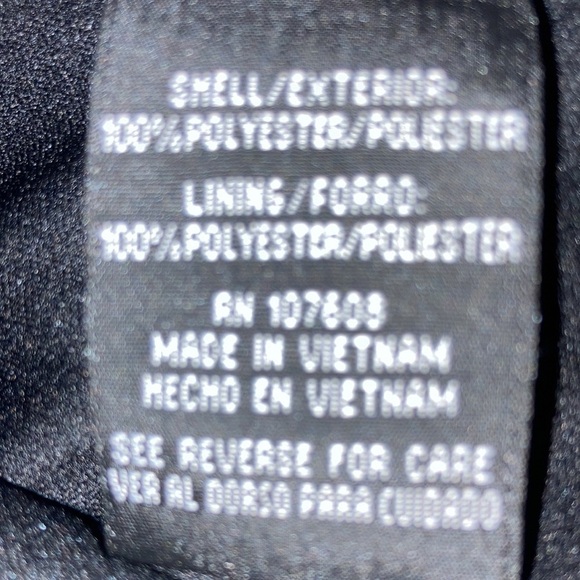 SHELL/EXTERIOR:
100%POLYESTER/POLIESTER
LINING/FORRO:
100%POLYESTER/POLIESTER
RN 107609
MADE IN VIETNAM
HECHO EN VIETNAM
SEE REVERSE FOR CARE
VER AL DORSO PARA CUIDADO